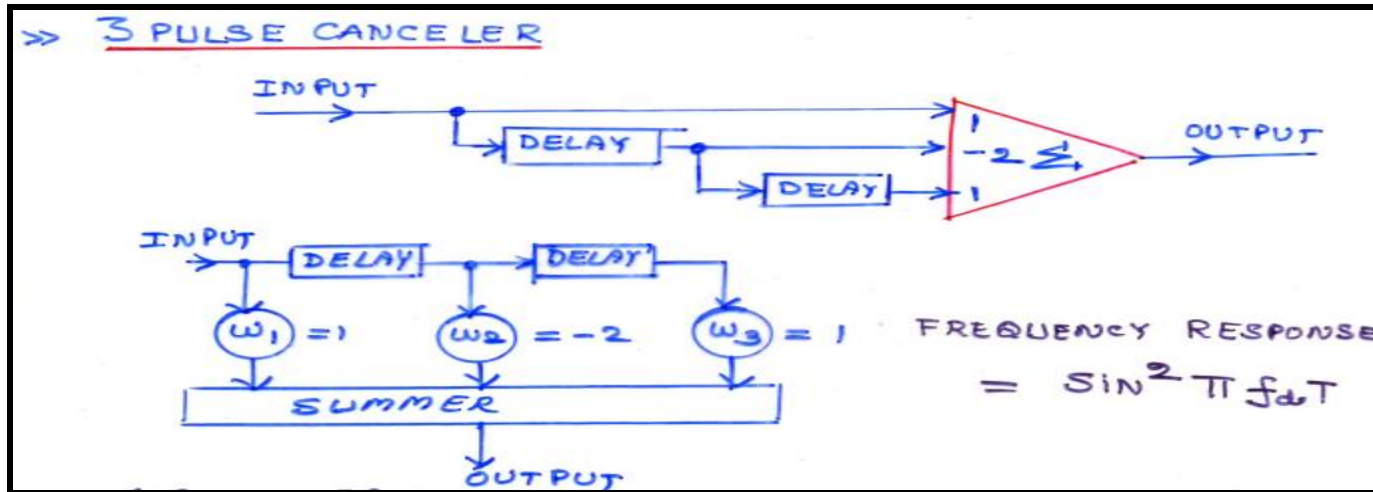 >> 3 PULSE CANCELER
INPUT
DELAY
DELAY
1
-2 Σ
1
OUTPUT
INPUT
DELAY
DELAY
ω1 = 1
ω2 = -2
ω3 = 1
SUMMER
OUTPUT
FREQUENCY RESPONSE
= Sin² π fd T